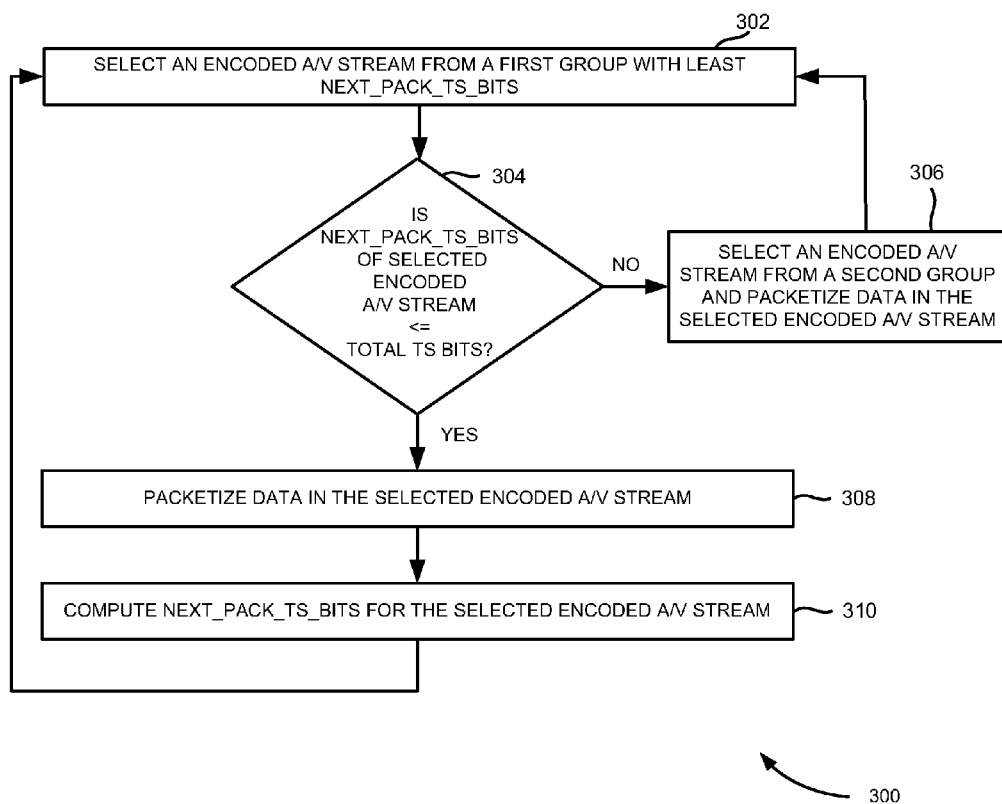 302
SELECT AN ENCODED A/V STREAM FROM A FIRST GROUP WITH LEAST
NEXT_PACK_TS_BITS
304
IS
NEXT_PACK_TS_BITS
OF SELECTED
ENCODED
A/V STREAM
<=
TOTAL TS BITS?
NO
306
SELECT AN ENCODED A/V
STREAM FROM A SECOND GROUP
AND PACKETIZE DATA IN THE
SELECTED ENCODED A/V STREAM
YES
PACKETIZE DATA IN THE SELECTED ENCODED A/V STREAM
308
COMPUTE NEXT_PACK_TS_BITS FOR THE SELECTED ENCODED A/V STREAM
310
300